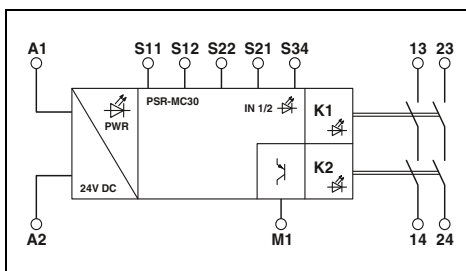 A1 S11 S12 S22 S21 S34 13 23
PSR-MC30 IN 1/2 K1
PWR
K2
24V DC
A2 M1 14 24